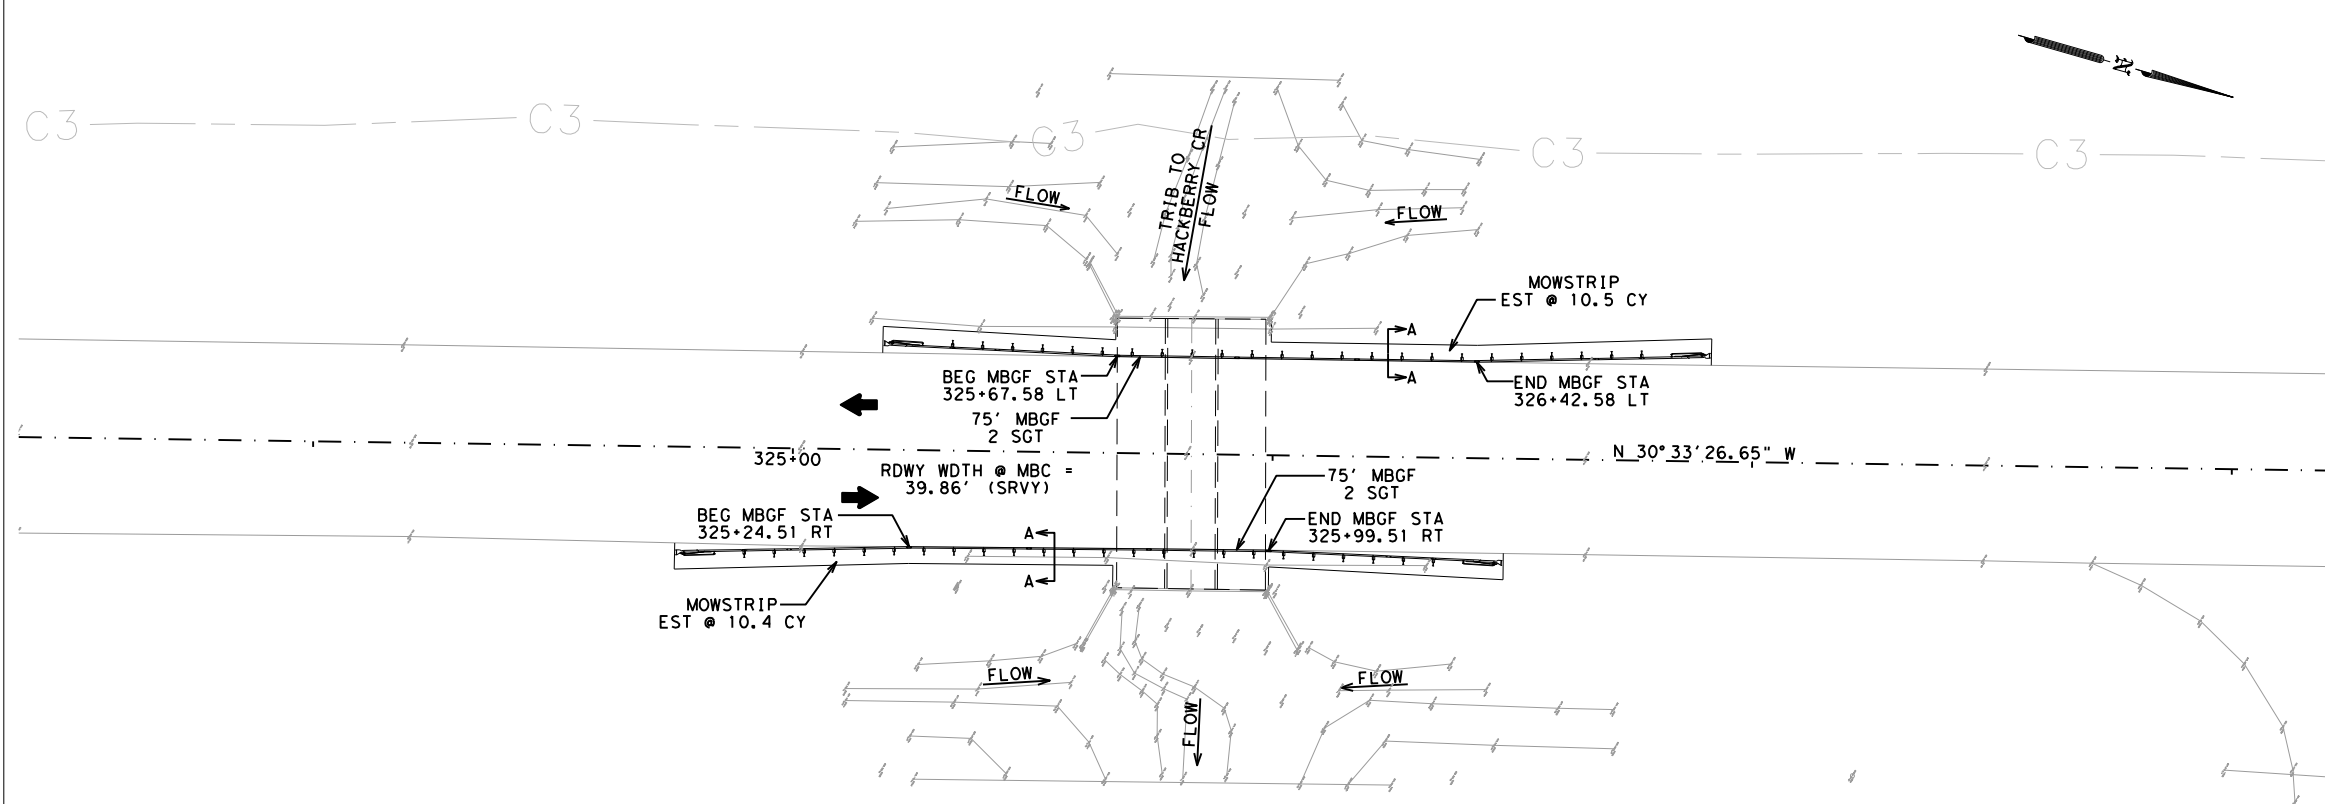 N
C3
C3
C3
C3
C3
TRIB TO
HACKBERRY CR
FLOW
FLOW
FLOW
MOWSTRIP
EST @ 10.5 CY
A
A
BEG MBGF STA
325+67.58 LT
END MBGF STA
326+42.58 LT
75' MBGF
2 SGT
325+00
N 30°33'26.65" W
RDWY WDTH @ MBC =
39.86' (SRVY)
75' MBGF
2 SGT
BEG MBGF STA
325+24.51 RT
END MBGF STA
325+99.51 RT
A
A
MOWSTRIP
EST @ 10.4 CY
FLOW
FLOW
FLOW